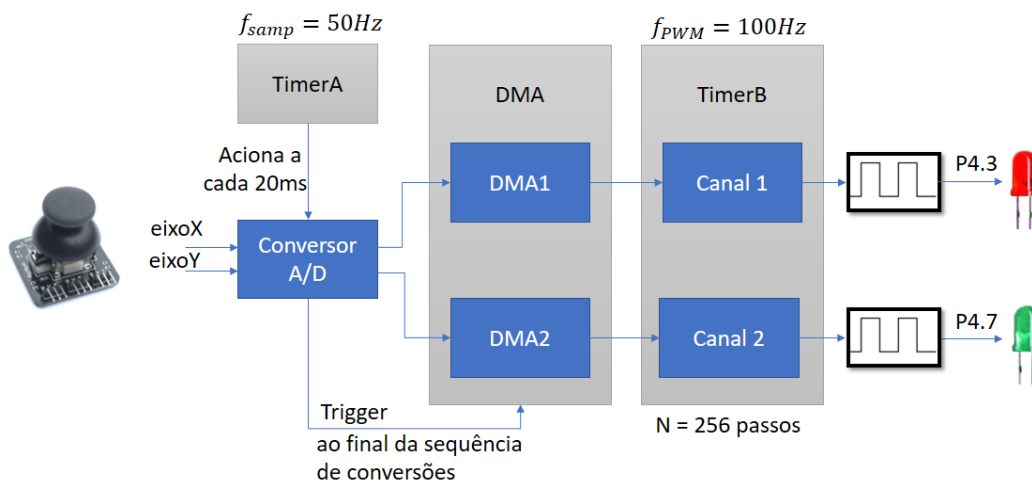 f_samp = 50Hz
f_PWM = 100Hz
TimerA
DMA
TimerB
Aciona a
cada 20ms
DMA1
Canal 1
P4.3
eixoX
eixoY
Conversor
A/D
DMA2
Canal 2
P4.7
Trigger
ao final da sequência
de conversões
N = 256 passos